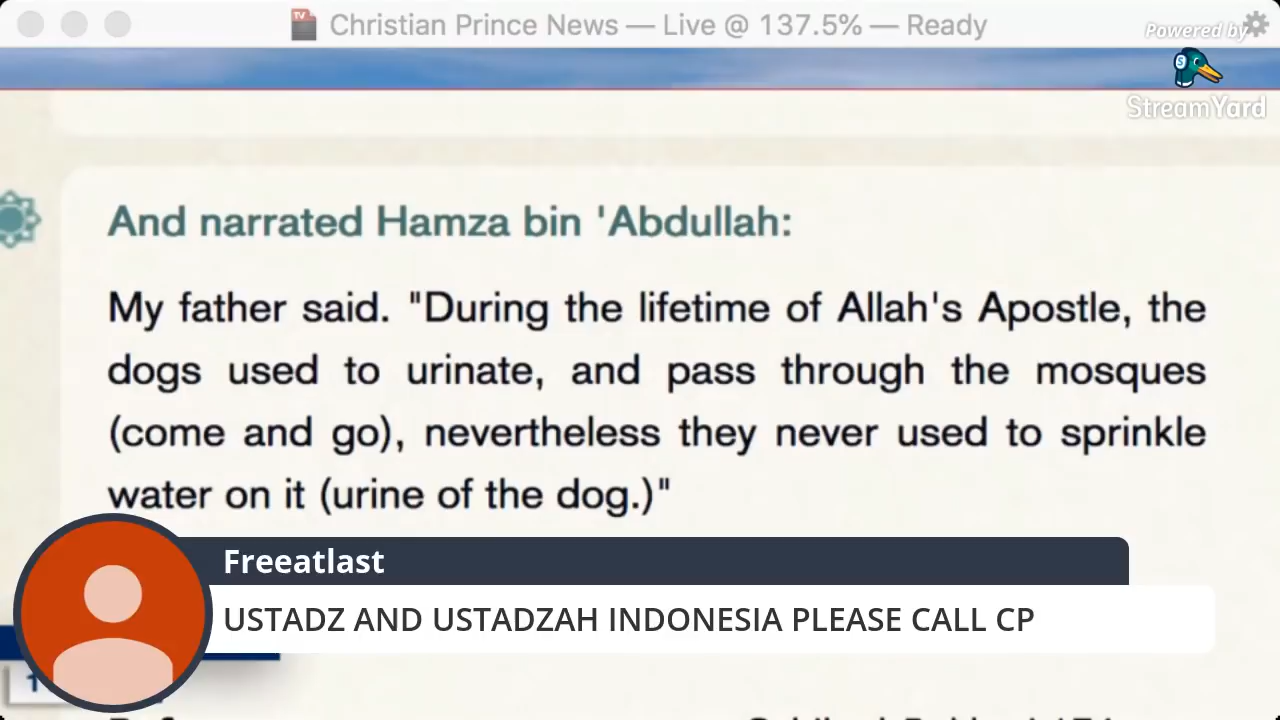 Christian Prince News — Live @ 137.5% — Ready
Powered by
StreamYard
And narrated Hamza bin 'Abdullah:
My father said. "During the lifetime of Allah's Apostle, the
dogs used to urinate, and pass through the mosques
(come and go), nevertheless they never used to sprinkle
water on it (urine of the dog.)"
Freeatlast
USTADZ AND USTADZAH INDONESIA PLEASE CALL CP